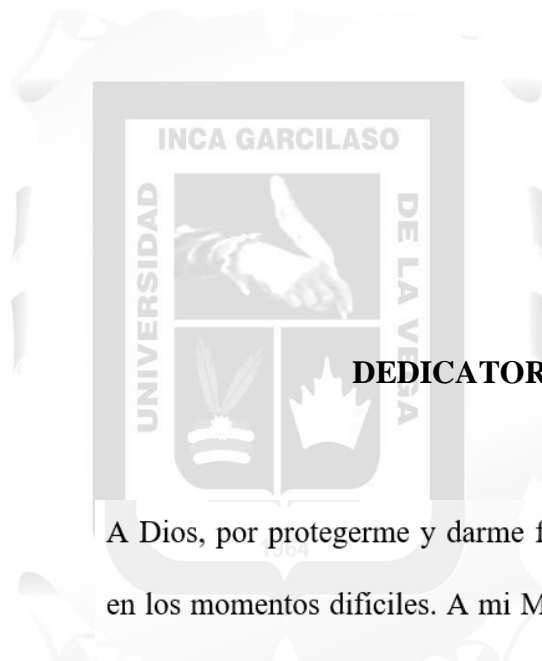 INCA GARCILASO
UNIVERSIDAD
DE LA VEGA
DEDICATOR
1964
A Dios, por protegerme y darme f
en los momentos difíciles. A mi M